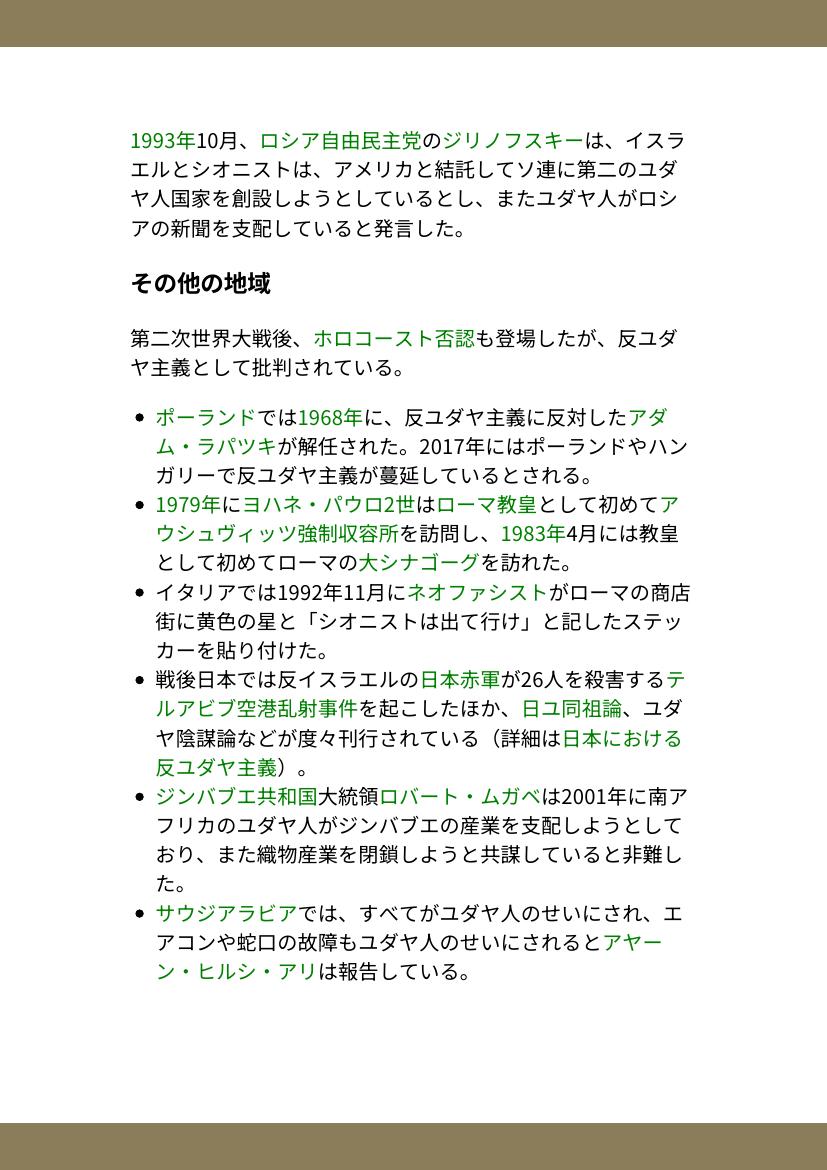 1993年10月、ロシア自由民主党のジリノフスキーは、イスラ
エルとシオニストは、アメリカと結託してソ連に第二のユダ
ヤ人国家を創設しようとしているとし、またユダヤ人がロシ
アの新聞を支配していると発言した。
その他の地域
第二次世界大戦後、ホロコースト否認も登場したが、反ユダ
ヤ主義として批判されている。
• ポーランドでは1968年に、反ユダヤ主義に反対したアダ
ム・ラパツキが解任された。2017年にはポーランドやハン
ガリーで反ユダヤ主義が蔓延しているとされる。
• 1979年にヨハネ・パウロ2世はローマ教皇として初めてア
ウシュヴィッツ強制収容所を訪問し、1983年4月には教皇
として初めてローマの大シナゴーグを訪れた。
• イタリアでは1992年11月にネオファシストがローマの商店
街に黄色の星と「シオニストは出て行け」と記したステッ
カーを貼り付けた。
• 戦後日本では反イスラエルの日本赤軍が26人を殺害するテ
ルアビブ空港乱射事件を起こしたほか、日ユ同祖論、ユダ
ヤ陰謀論などが度々刊行されている（詳細は日本における
反ユダヤ主義）。
• ジンバブエ共和国大統領ロバート・ムガベは2001年に南ア
フリカのユダヤ人がジンバブエの産業を支配しようとして
おり、また織物産業を閉鎖しようと共謀していると非難し
た。
• サウジアラビアでは、すべてがユダヤ人のせいにされ、エ
アコンや蛇口の故障もユダヤ人のせいにされるとアヤー
ン・ヒルシ・アリは報告している。